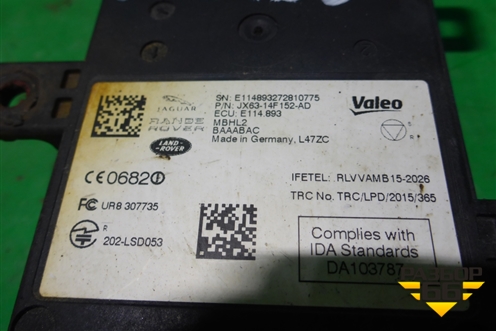 SN: E114893272810775
P/N: JX63-14F152-AD
ECU: E114.893
MBHL2
BAAABAC
Made in Germany, L47ZC
JAGUAR
RANGE ROVER
LAND-ROVER
Valeo
CE0682
FC UR8 307735
R
202-LSD053
IFETEL: RLVVAMB15-2026
TRC No. TRC/LPD/2015/365
Complies with
IDA Standards
DA103787
РАЗБОР